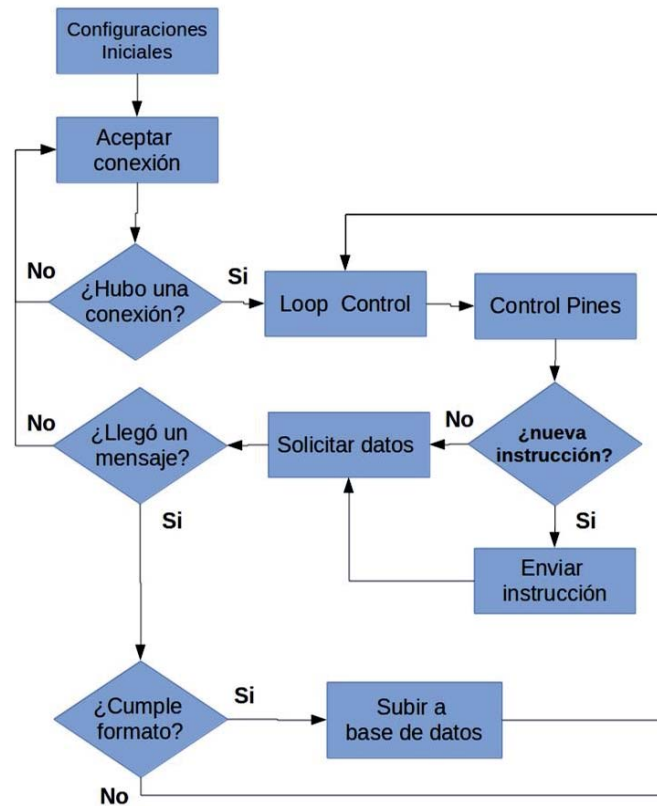 Configuraciones
Iniciales
Aceptar
conexión
No
¿Hubo una
conexión?
Si
Loop Control
Control Pines
No
¿Llegó un
mensaje?
Solicitar datos
No
¿nueva
instrucción?
Si
Si
Enviar
instrucción
¿Cumple
formato?
Si
Subir a
base de datos
No